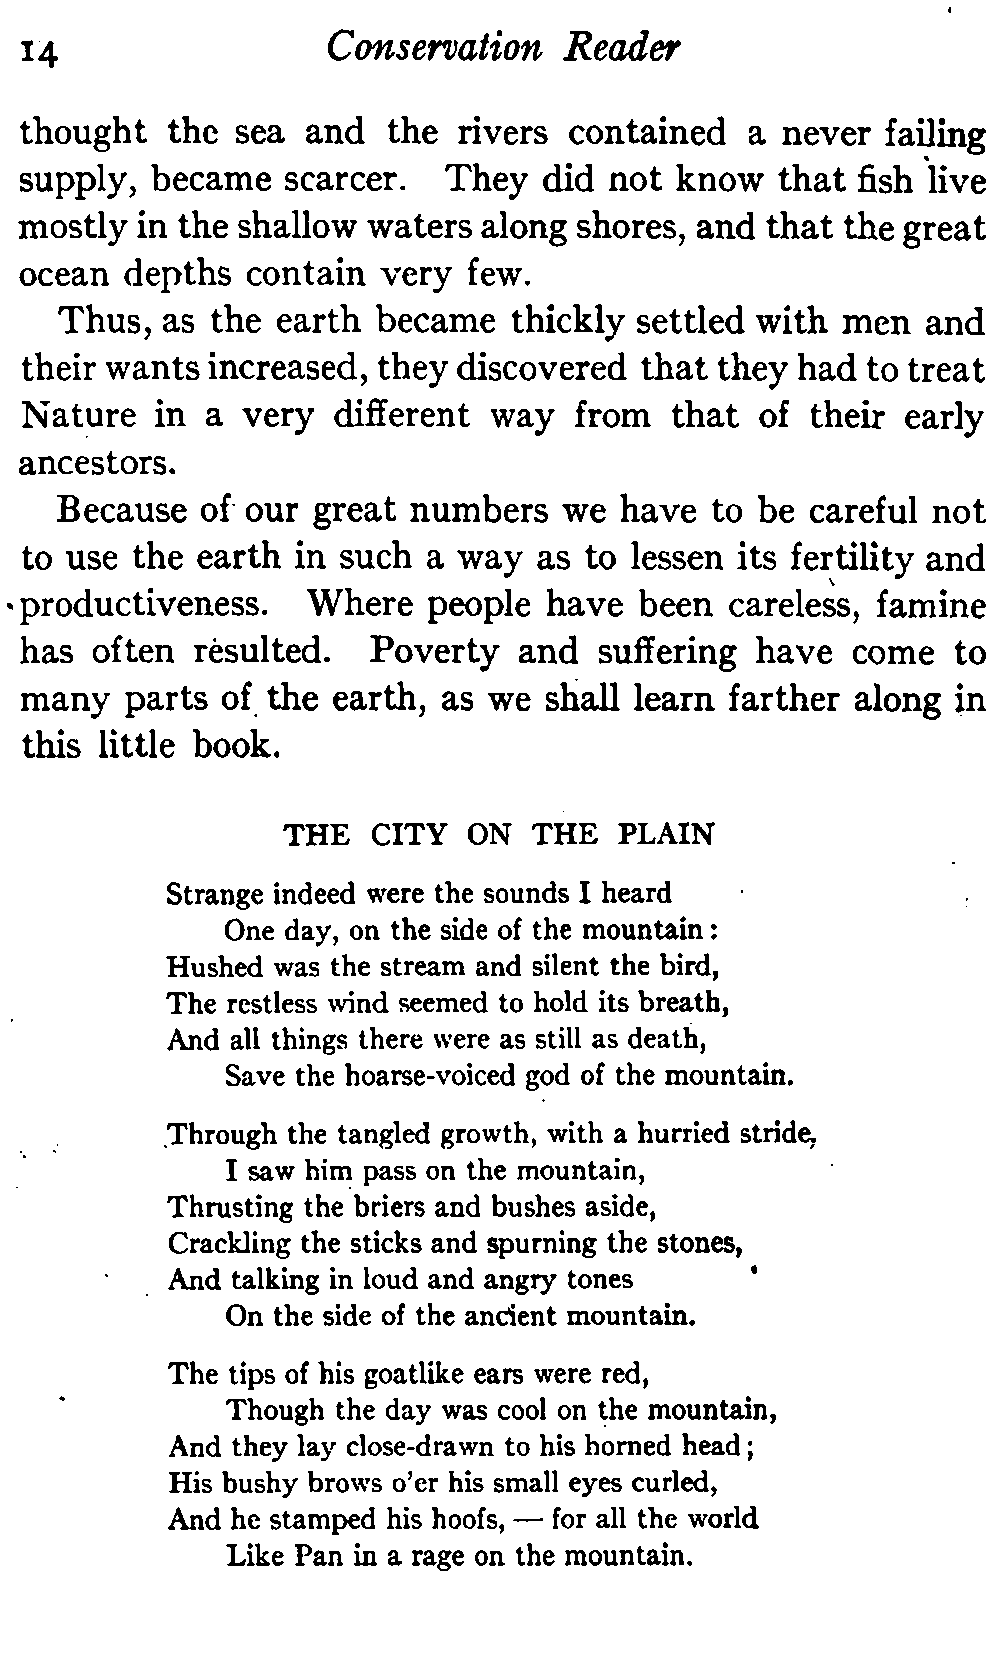 14 Conservation Reader
thought the sea and the rivers contained a never failing
supply, became scarcer. They did not know that fish live
mostly in the shallow waters along shores, and that the great
ocean depths contain very few.
Thus, as the earth became thickly settled with men and
their wants increased, they discovered that they had to treat
Nature in a very different way from that of their early
ancestors.
Because of our great numbers we have to be careful not
to use the earth in such a way as to lessen its fertility and
productiveness. Where people have been careless, famine
has often resulted. Poverty and suffering have come to
many parts of the earth, as we shall learn farther along in
this little book.
THE CITY ON THE PLAIN
Strange indeed were the sounds I heard
One day, on the side of the mountain:
Hushed was the stream and silent the bird,
The restless wind seemed to hold its breath,
And all things there were as still as death,
Save the hoarse-voiced god of the mountain.
Through the tangled growth, with a hurried stride,
I saw him pass on the mountain,
Thrusting the briers and bushes aside,
Crackling the sticks and spurning the stones,
And talking in loud and angry tones
On the side of the ancient mountain.
The tips of his goatlike ears were red,
Though the day was cool on the mountain,
And they lay close-drawn to his horned head;
His bushy brows o'er his small eyes curled,
And he stamped his hoofs, — for all the world
Like Pan in a rage on the mountain.